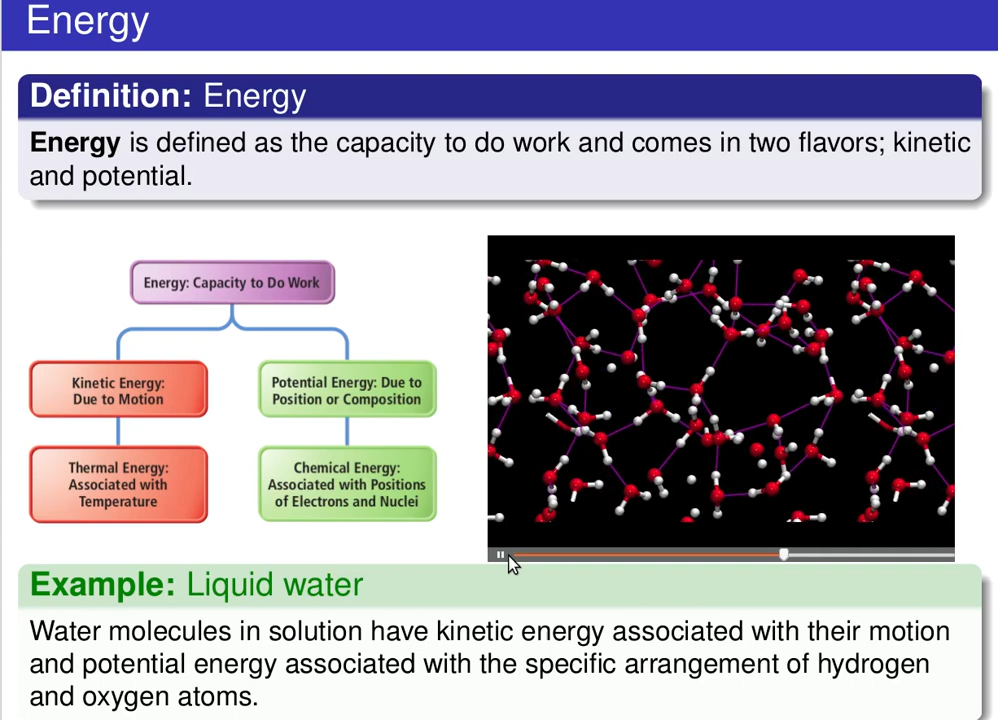 Energy
Definition: Energy
Energy is defined as the capacity to do work and comes in two flavors; kinetic
and potential.
Energy: Capacity to Do Work
Kinetic Energy:
Due to Motion
Potential Energy: Due to
Position or Composition
Thermal Energy:
Associated with
Temperature
Chemical Energy:
Associated with Positions
of Electrons and Nuclei
Example: Liquid water
Water molecules in solution have kinetic energy associated with their motion
and potential energy associated with the specific arrangement of hydrogen
and oxygen atoms.